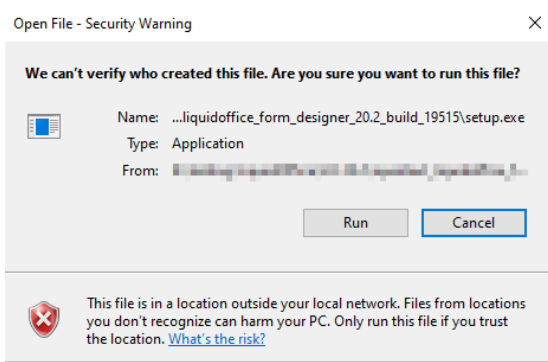 Open File - Security Warning
We can't verify who created this file. Are you sure you want to run this file?
Name: ...liquidoffice_form_designer_20.2_build_19515\setup.exe
Type: Application
From:
Run Cancel
This file is in a location outside your local network. Files from locations
you don't recognize can harm your PC. Only run this file if you trust
the location. What's the risk?